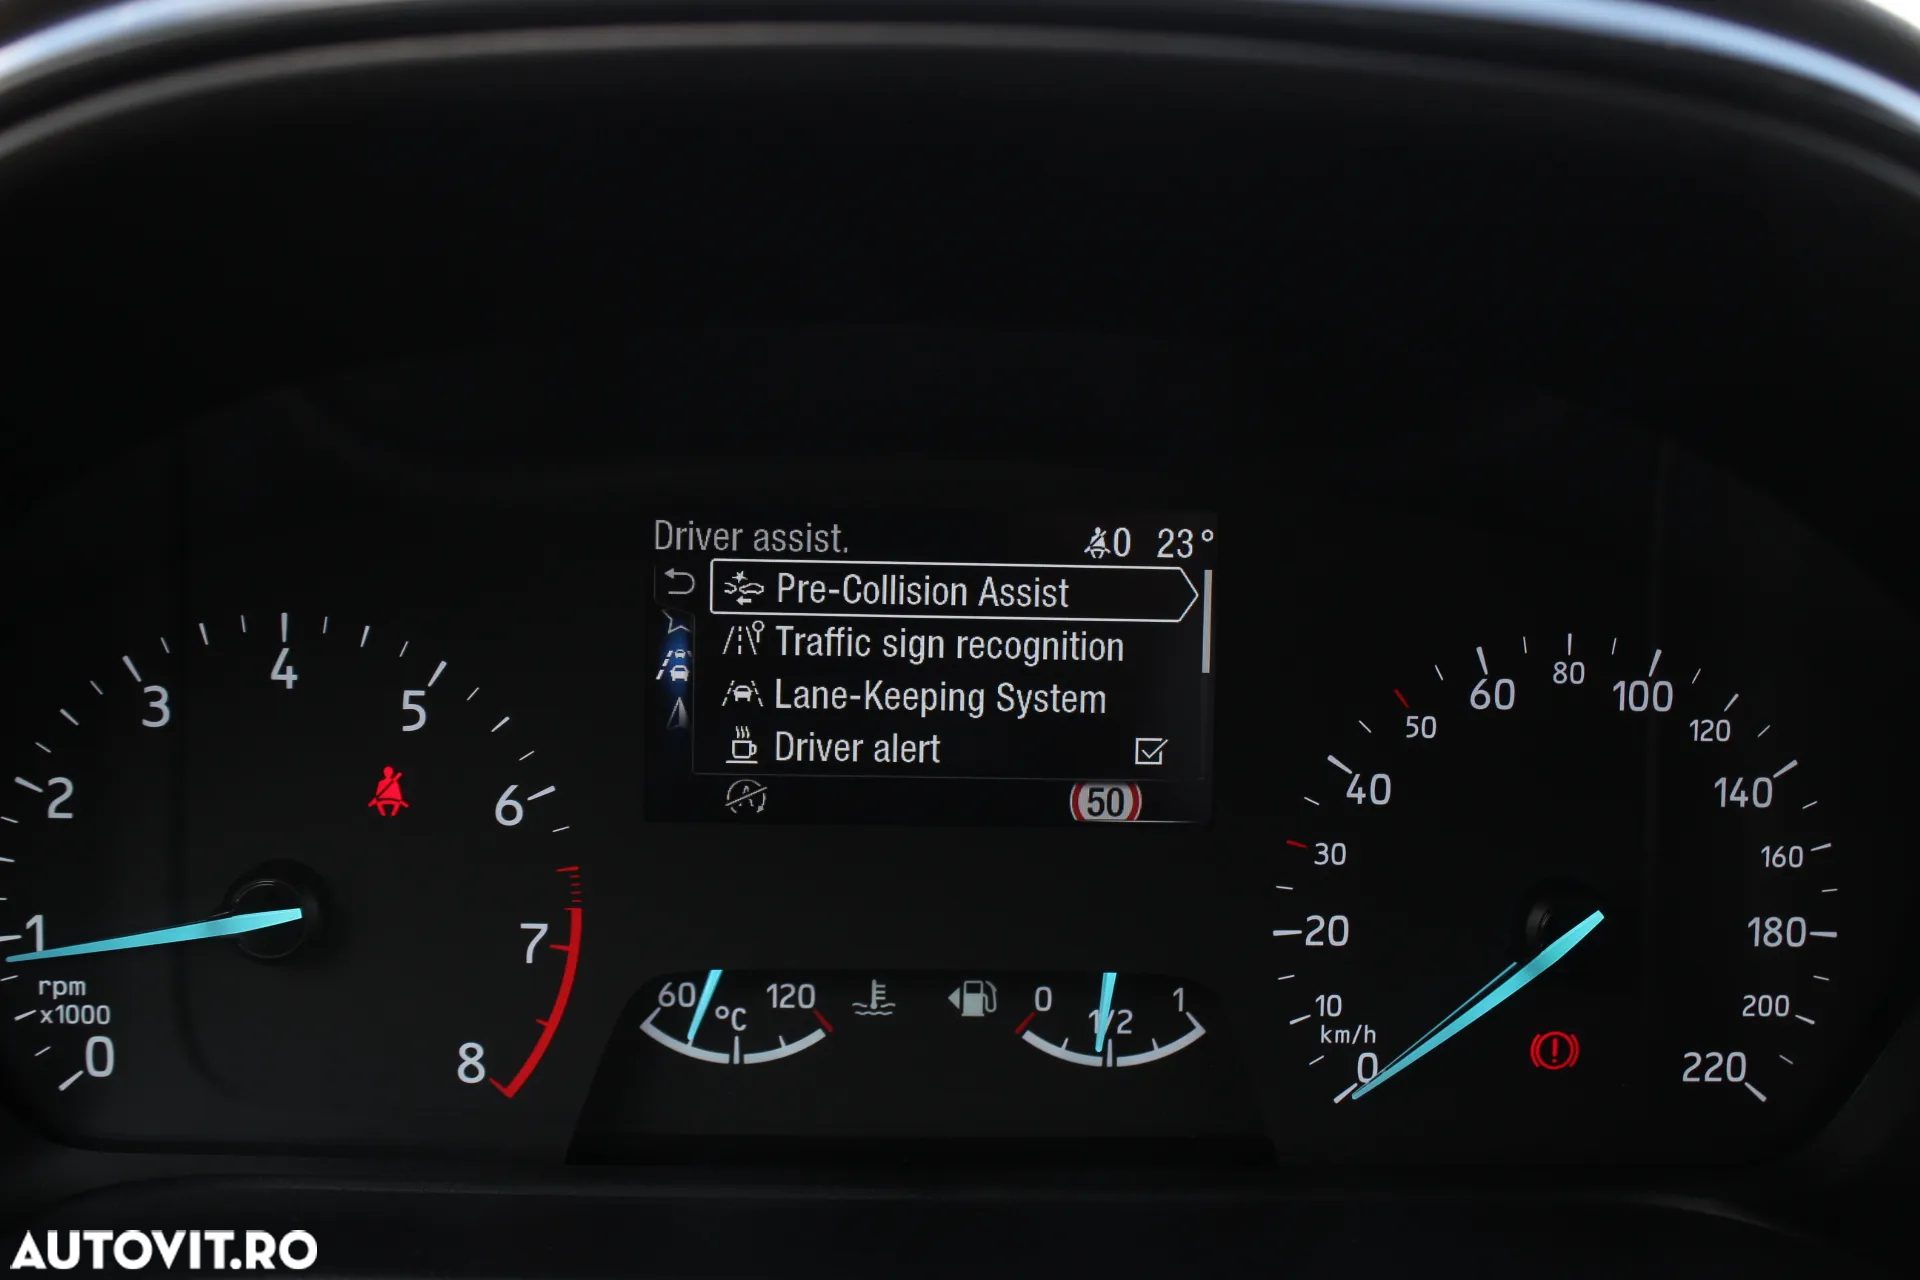 Driver assist. 0 23°
Pre-Collision Assist
Traffic sign recognition
Lane-Keeping System
Driver alert
A 50
0
1
2
3
4
5
6
7
8
rpm
x1000
60 120
°C
0 1
1/2
0
10
20
30
40
50
60
80
100
120
140
160
180
200
220
km/h
AUTOVIT.RO